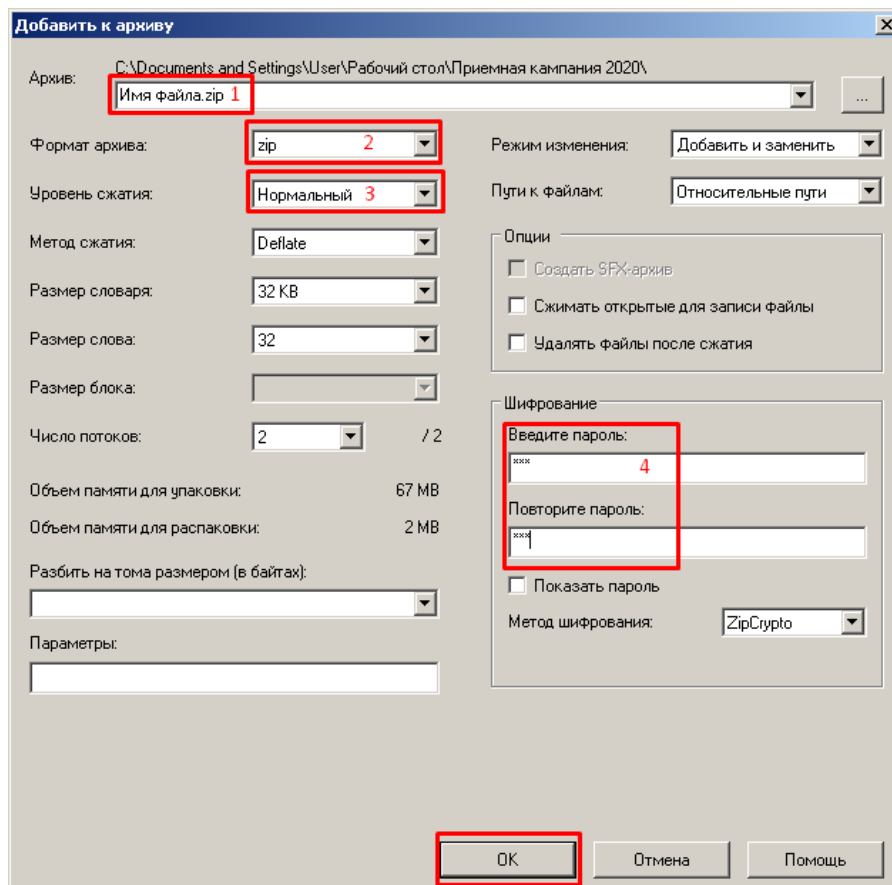 Добавить к архиву
Архив:
C:\Documents and Settings\User\Рабочий стол\Приемная кампания 2020\
Имя файла.zip 1
...
Формат архива:
zip 2
Уровень сжатия:
Нормальный 3
Метод сжатия:
Deflate
Размер словаря:
32 KB
Размер слова:
32
Размер блока:
Число потоков:
2
/ 2
Объем памяти для упаковки:
67 MB
Объем памяти для распаковки:
2 MB
Разбить на тома размером (в байтах):
Параметры:
Режим изменения:
Добавить и заменить
Пути к файлам:
Относительные пути
Опции
Создать SFX-архив
Сжимать открытые для записи файлы
Удалять файлы после сжатия
Шифрование
Введите пароль:
*** 4
Повторите пароль:
***
Показать пароль
Метод шифрования:
ZipCrypto
OK
Отмена
Помощь